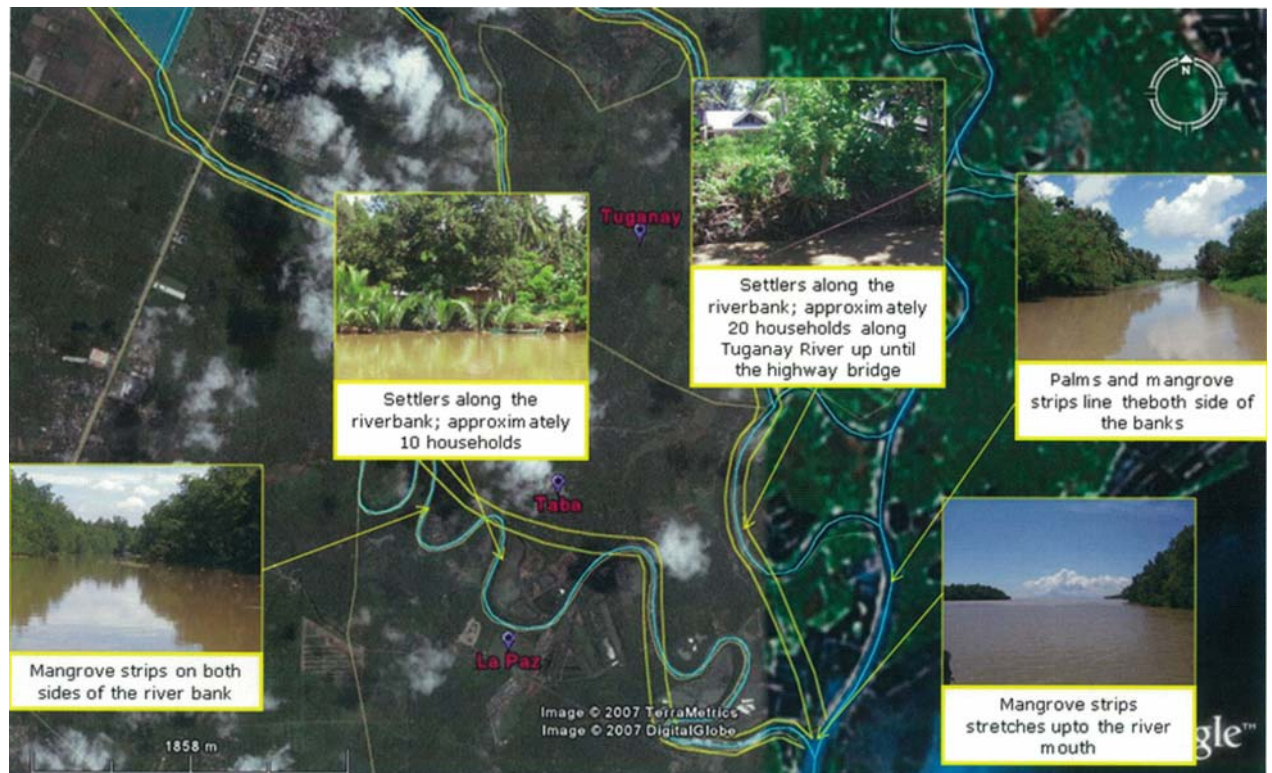 N
Tuganay
Settlers along the
riverbank; approximately
20 households along
Tuganay River up until
the highway bridge
Palms and mangrove
strips line theboth side of
the banks
Settlers along the
riverbank; approximately
10 households
Taba
Mangrove strips on both
sides of the river bank
La Paz
Mangrove strips
stretches upto the river
mouth
Image © 2007 TerraMetrics
Image © 2007 DigitalGlobe
1858 m
gle™